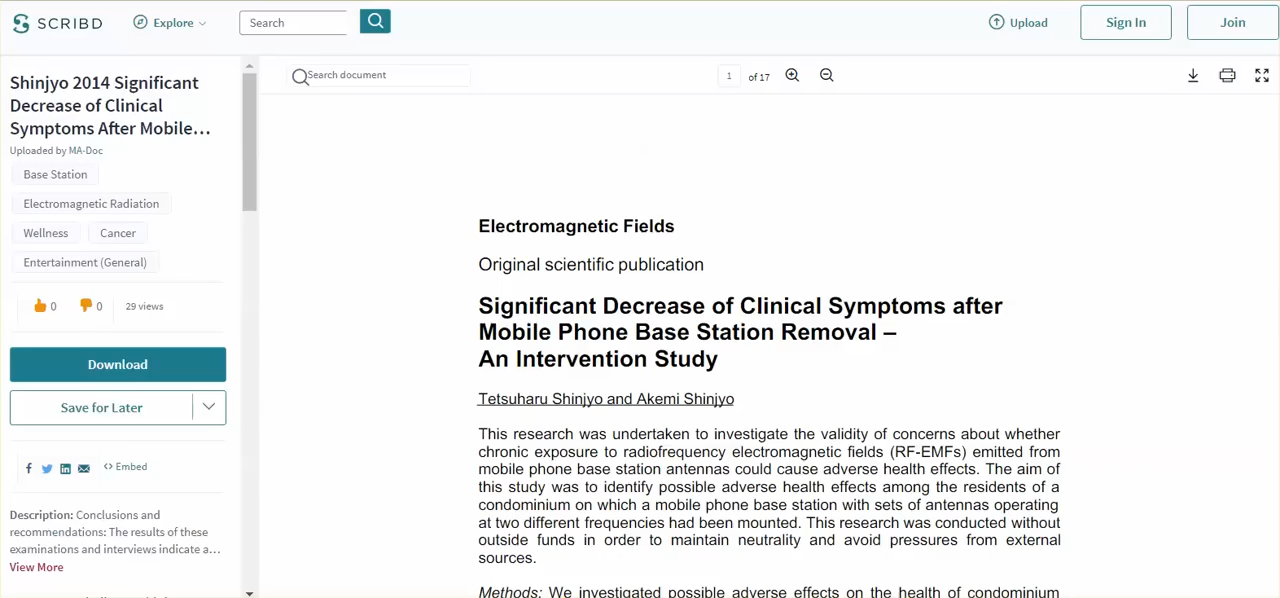 SCRIBD
Explore
Search
Upload
Sign In
Join
Shinjyo 2014 Significant
Decrease of Clinical
Symptoms After Mobile…
Uploaded by MA-Doc
Base Station
Electromagnetic Radiation
Wellness
Cancer
Entertainment (General)
0
0
29 views
Download
Save for Later
<> Embed
Description: Conclusions and
recommendations: The results of these
examinations and interviews indicate a…
View More
Search document
1 of 17
Electromagnetic Fields
Original scientific publication
Significant Decrease of Clinical Symptoms after
Mobile Phone Base Station Removal –
An Intervention Study
Tetsuharu Shinjyo and Akemi Shinjyo
This research was undertaken to investigate the validity of concerns about whether
chronic exposure to radiofrequency electromagnetic fields (RF-EMFs) emitted from
mobile phone base station antennas could cause adverse health effects. The aim of
this study was to identify possible adverse health effects among the residents of a
condominium on which a mobile phone base station with sets of antennas operating
at two different frequencies had been mounted. This research was conducted without
outside funds in order to maintain neutrality and avoid pressures from external
sources.
Methods: We investigated possible adverse effects on the health of condominium